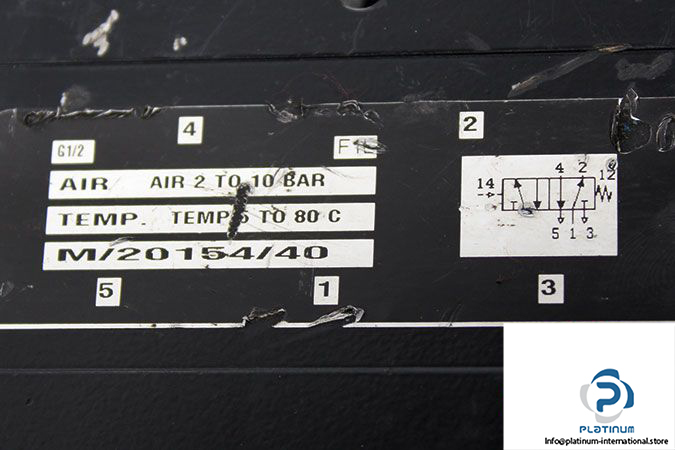 4
2
G1/2
AIR AIR 2 TO 10 BAR
TEMP. TEMP 5 TO 80 C
M/20154/40
4 2
14 12
5 1 3
5
1
3
PLATINUM
Info@platinum-international.store